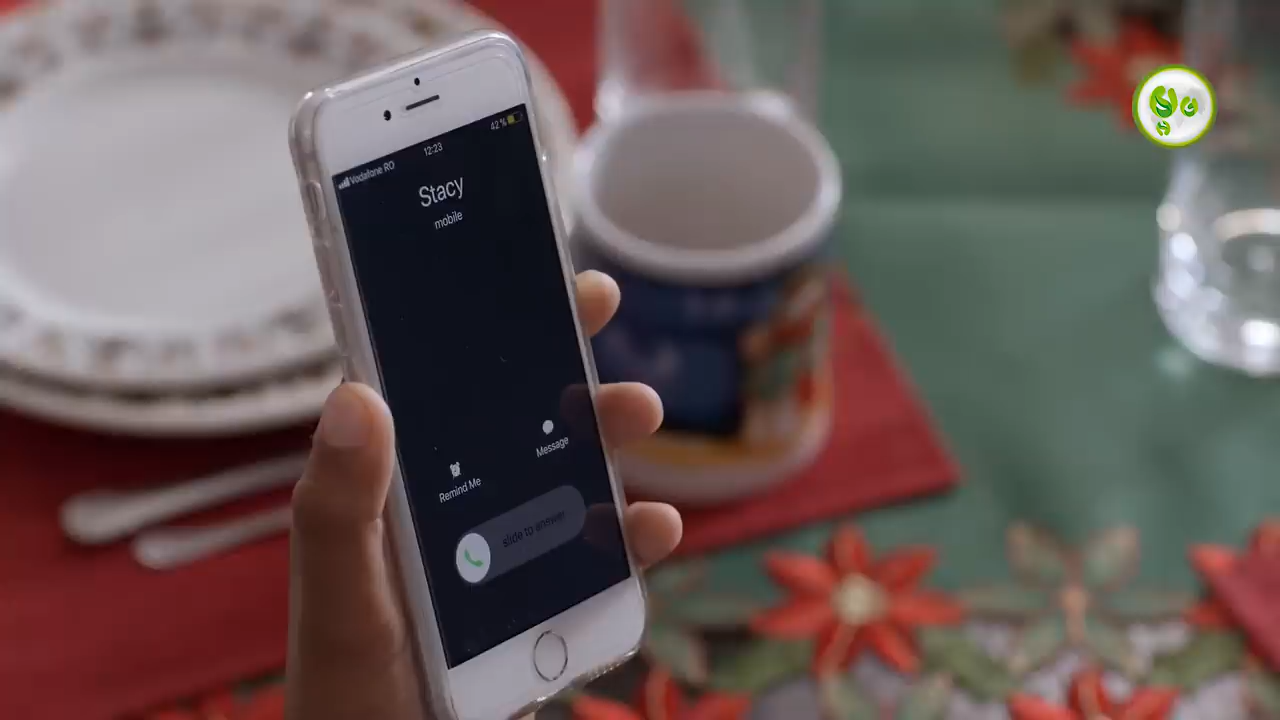 42 %
12:23
Vodafone RO
Stacy
mobile
Message
Remind Me
slide to answer